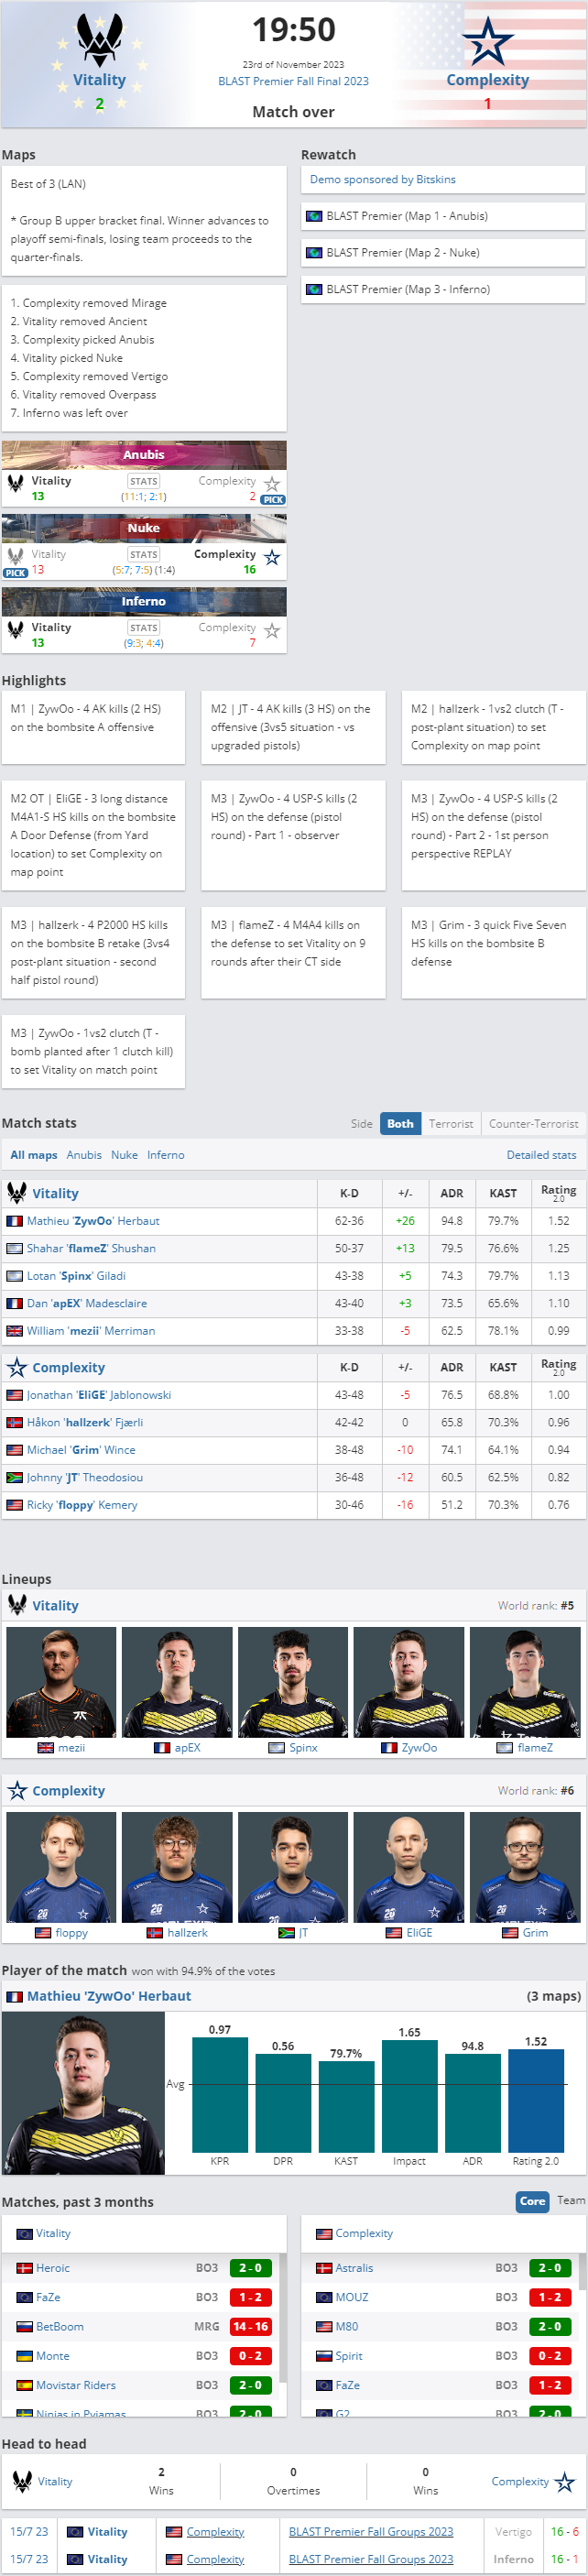 Vitality
2
19:50
23rd of November 2023
BLAST Premier Fall Final 2023
Match over
Complexity
1
Maps
Best of 3 (LAN)
* Group B upper bracket final. Winner advances to
playoff semi-finals, losing team proceeds to the
quarter-finals.
1. Complexity removed Mirage
2. Vitality removed Ancient
3. Complexity picked Anubis
4. Vitality picked Nuke
5. Complexity removed Vertigo
6. Vitality removed Overpass
7. Inferno was left over
Anubis
Vitality STATS Complexity
13 (11:1; 2:1) 2 PICK
Nuke
Vitality STATS Complexity
PICK 13 (5:7; 7:5) (1:4) 16
Inferno
Vitality STATS Complexity
13 (9:3; 4:4) 7
Rewatch
Demo sponsored by Bitskins
BLAST Premier (Map 1 - Anubis)
BLAST Premier (Map 2 - Nuke)
BLAST Premier (Map 3 - Inferno)
Highlights
M1 | ZywOo - 4 AK kills (2 HS)
on the bombsite A offensive
M2 | JT - 4 AK kills (3 HS) on the
offensive (3vs5 situation - vs
upgraded pistols)
M2 | hallzerk - 1vs2 clutch (T -
post-plant situation) to set
Complexity on map point
M2 OT | EliGE - 3 long distance
M4A1-S HS kills on the bombsite
A Door Defense (from Yard
location) to set Complexity on
map point
M3 | ZywOo - 4 USP-S kills (2
HS) on the defense (pistol
round) - Part 1 - observer
M3 | ZywOo - 4 USP-S kills (2
HS) on the defense (pistol
round) - Part 2 - 1st person
perspective REPLAY
M3 | hallzerk - 4 P2000 HS kills
on the bombsite B retake (3vs4
post-plant situation - second
half pistol round)
M3 | flameZ - 4 M4A4 kills on
the defense to set Vitality on 9
rounds after their CT side
M3 | Grim - 3 quick Five Seven
HS kills on the bombsite B
defense
M3 | ZywOo - 1vs2 clutch (T -
bomb planted after 1 clutch kill)
to set Vitality on match point
Match stats Side Both Terrorist Counter-Terrorist
All maps Anubis Nuke Inferno Detailed stats
Vitality K-D +/- ADR KAST Rating 2.0
Mathieu 'ZywOo' Herbaut 62-36 +26 94.8 79.7% 1.52
Shahar 'flameZ' Shushan 50-37 +13 79.5 76.6% 1.25
Lotan 'Spinx' Giladi 43-38 +5 74.3 79.7% 1.13
Dan 'apEX' Madesclaire 43-40 +3 73.5 65.6% 1.10
William 'mezii' Merriman 33-38 -5 62.5 78.1% 0.99
Complexity K-D +/- ADR KAST Rating 2.0
Jonathan 'EliGE' Jablonowski 43-48 -5 76.5 68.8% 1.00
Håkon 'hallzerk' Fjærli 42-42 0 65.8 70.3% 0.96
Michael 'Grim' Wince 38-48 -10 74.1 64.1% 0.94
Johnny 'JT' Theodosiou 36-48 -12 60.5 62.5% 0.82
Ricky 'floppy' Kemery 30-46 -16 51.2 70.3% 0.76
Lineups
Vitality World rank: #5
mezii apEX Spinx ZywOo flameZ
Complexity World rank: #6
floppy hallzerk JT EliGE Grim
Player of the match won with 94.9% of the votes
Mathieu 'ZywOo' Herbaut (3 maps)
0.97 0.56 79.7% 1.65 94.8 1.52
Avg
KPR DPR KAST Impact ADR Rating 2.0
Matches, past 3 months Core Team
Vitality
Heroic BO3 2 - 0
FaZe BO3 1 - 2
BetBoom MRG 14 - 16
Monte BO3 0 - 2
Movistar Riders BO3 2 - 0
Ninjas in Pyjamas BO3 2 - 0
Complexity
Astralis BO3 2 - 0
MOUZ BO3 1 - 2
M80 BO3 2 - 0
Spirit BO3 0 - 2
FaZe BO3 1 - 2
G2 BO3 2 - 0
Head to head
Vitality 2 0 0 Complexity
Wins Overtimes Wins
15/7 23 Vitality Complexity BLAST Premier Fall Groups 2023 Vertigo 16 - 6
15/7 23 Vitality Complexity BLAST Premier Fall Groups 2023 Inferno 16 - 1